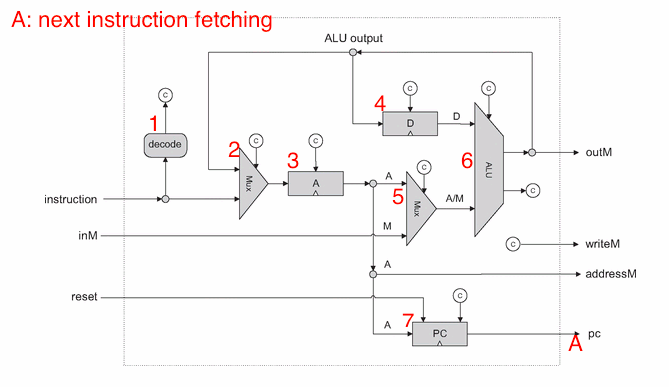 A: next instruction fetching
ALU output
C
C
1
4
decode
D
D
2
C
3
C
6
ALU
outM
Mux
A
A
5
C
instruction
Mux
A/M
C
inM
M
C
writeM
A
addressM
reset
C
7
A
PC
pc
A